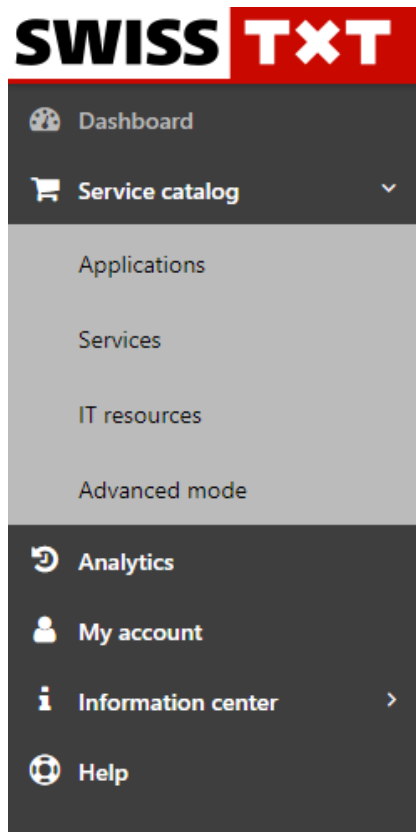 SWISS TXT
Dashboard
Service catalog
Applications
Services
IT resources
Advanced mode
Analytics
My account
Information center
Help